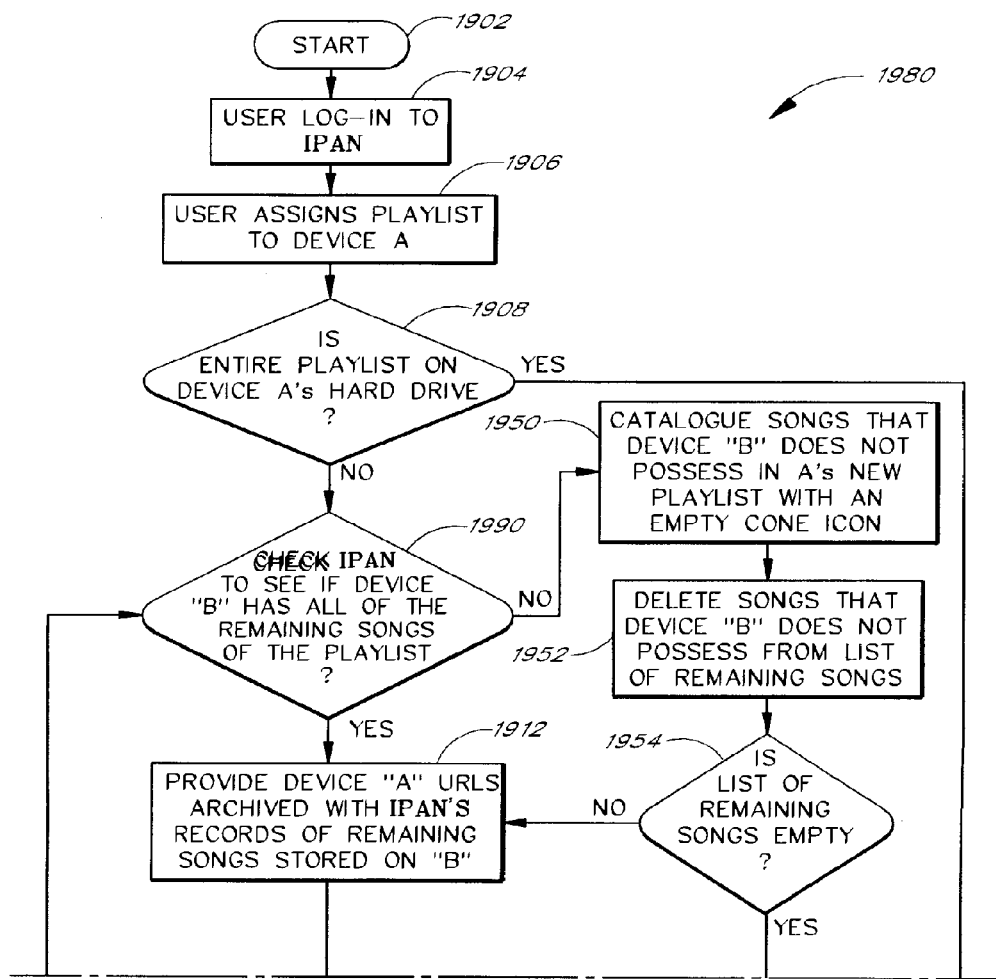 1902
START
1980
1904
USER LOG-IN TO
IPAN
1906
USER ASSIGNS PLAYLIST
TO DEVICE A
1908
IS
ENTIRE PLAYLIST ON
DEVICE A's HARD DRIVE
?
YES
NO
1950
CATALOGUE SONGS THAT
DEVICE "B" DOES NOT
POSSESS IN A's NEW
PLAYLIST WITH AN
EMPTY CONE ICON
1990
CHECK IPAN
TO SEE IF DEVICE
"B" HAS ALL OF THE
REMAINING SONGS
OF THE PLAYLIST
?
NO
YES
1952
DELETE SONGS THAT
DEVICE "B" DOES NOT
POSSESS FROM LIST
OF REMAINING SONGS
1912
PROVIDE DEVICE "A" URLS
ARCHIVED WITH IPAN'S
RECORDS OF REMAINING
SONGS STORED ON "B"
1954
IS
LIST OF
REMAINING
SONGS EMPTY
?
NO
YES